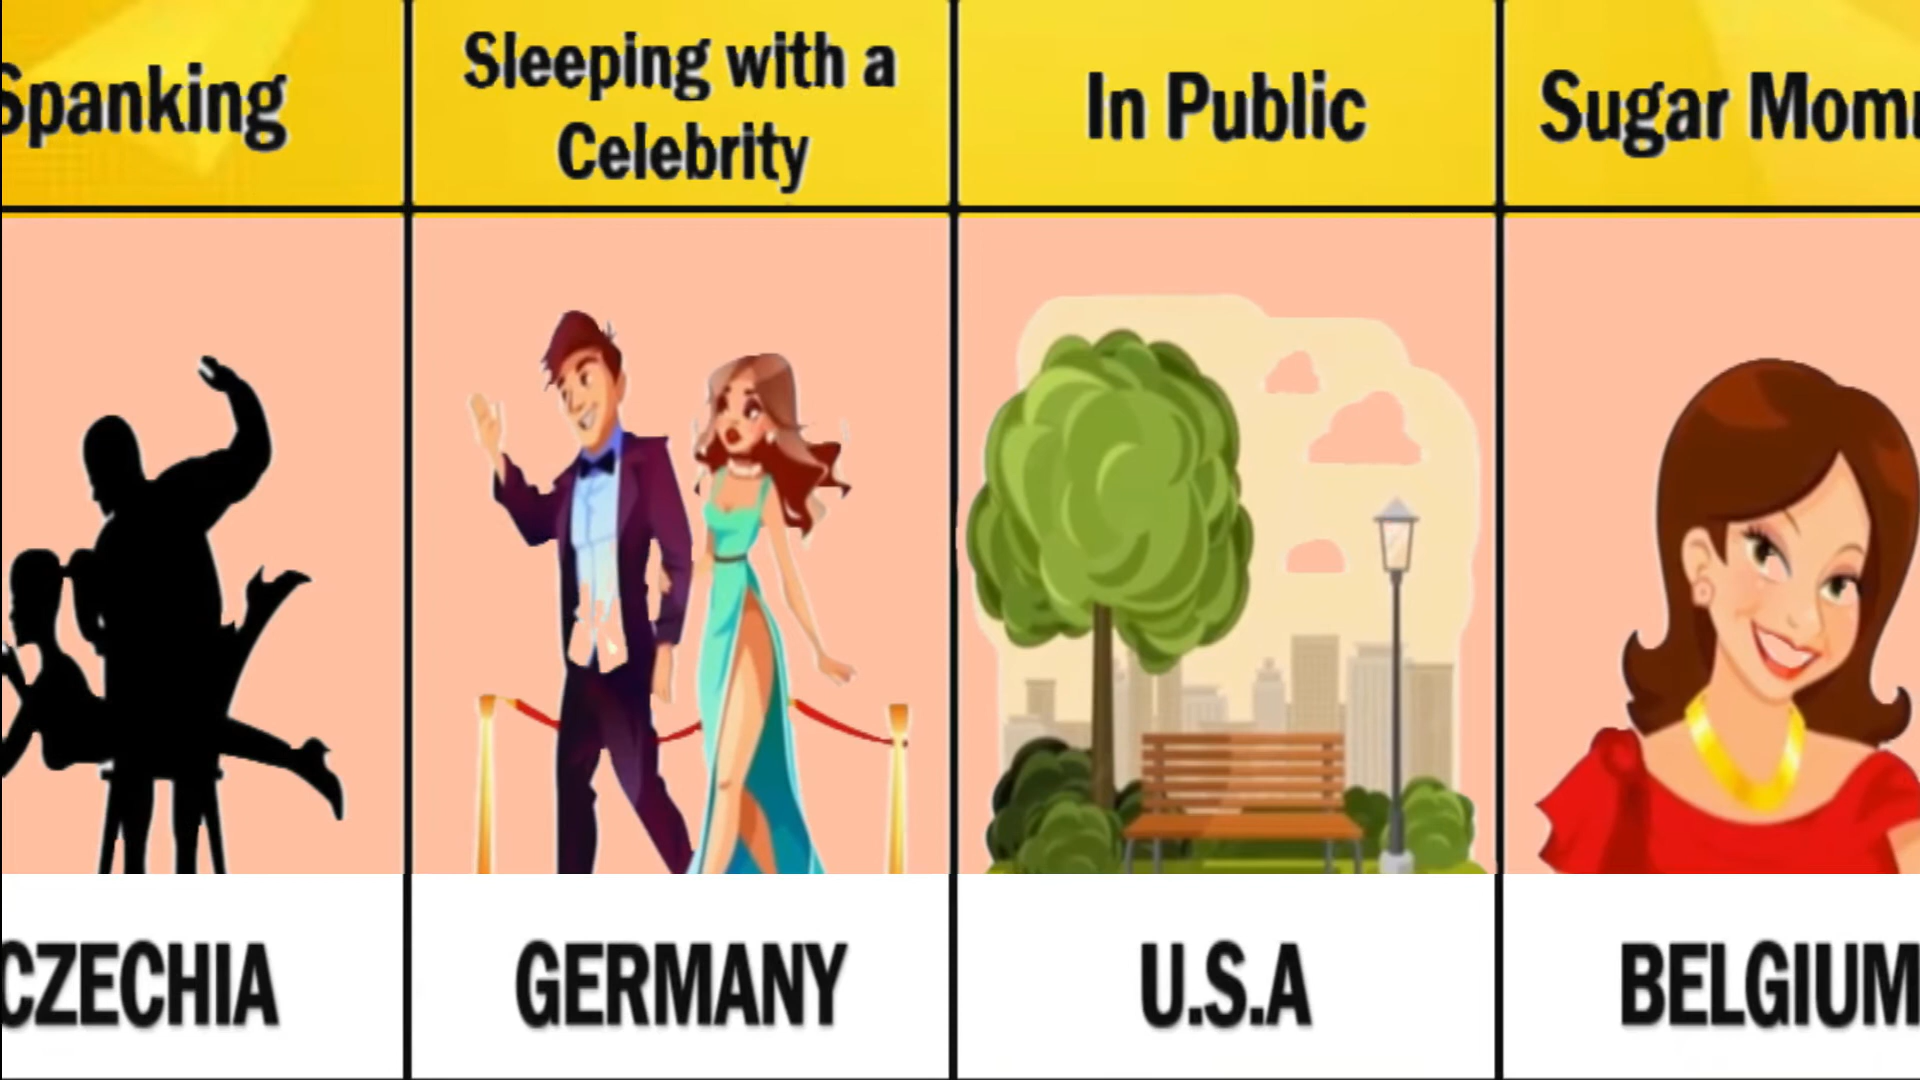 Spanking
Sleeping with a
Celebrity
In Public
Sugar Mom
CZECHIA
GERMANY
U.S.A
BELGIUM